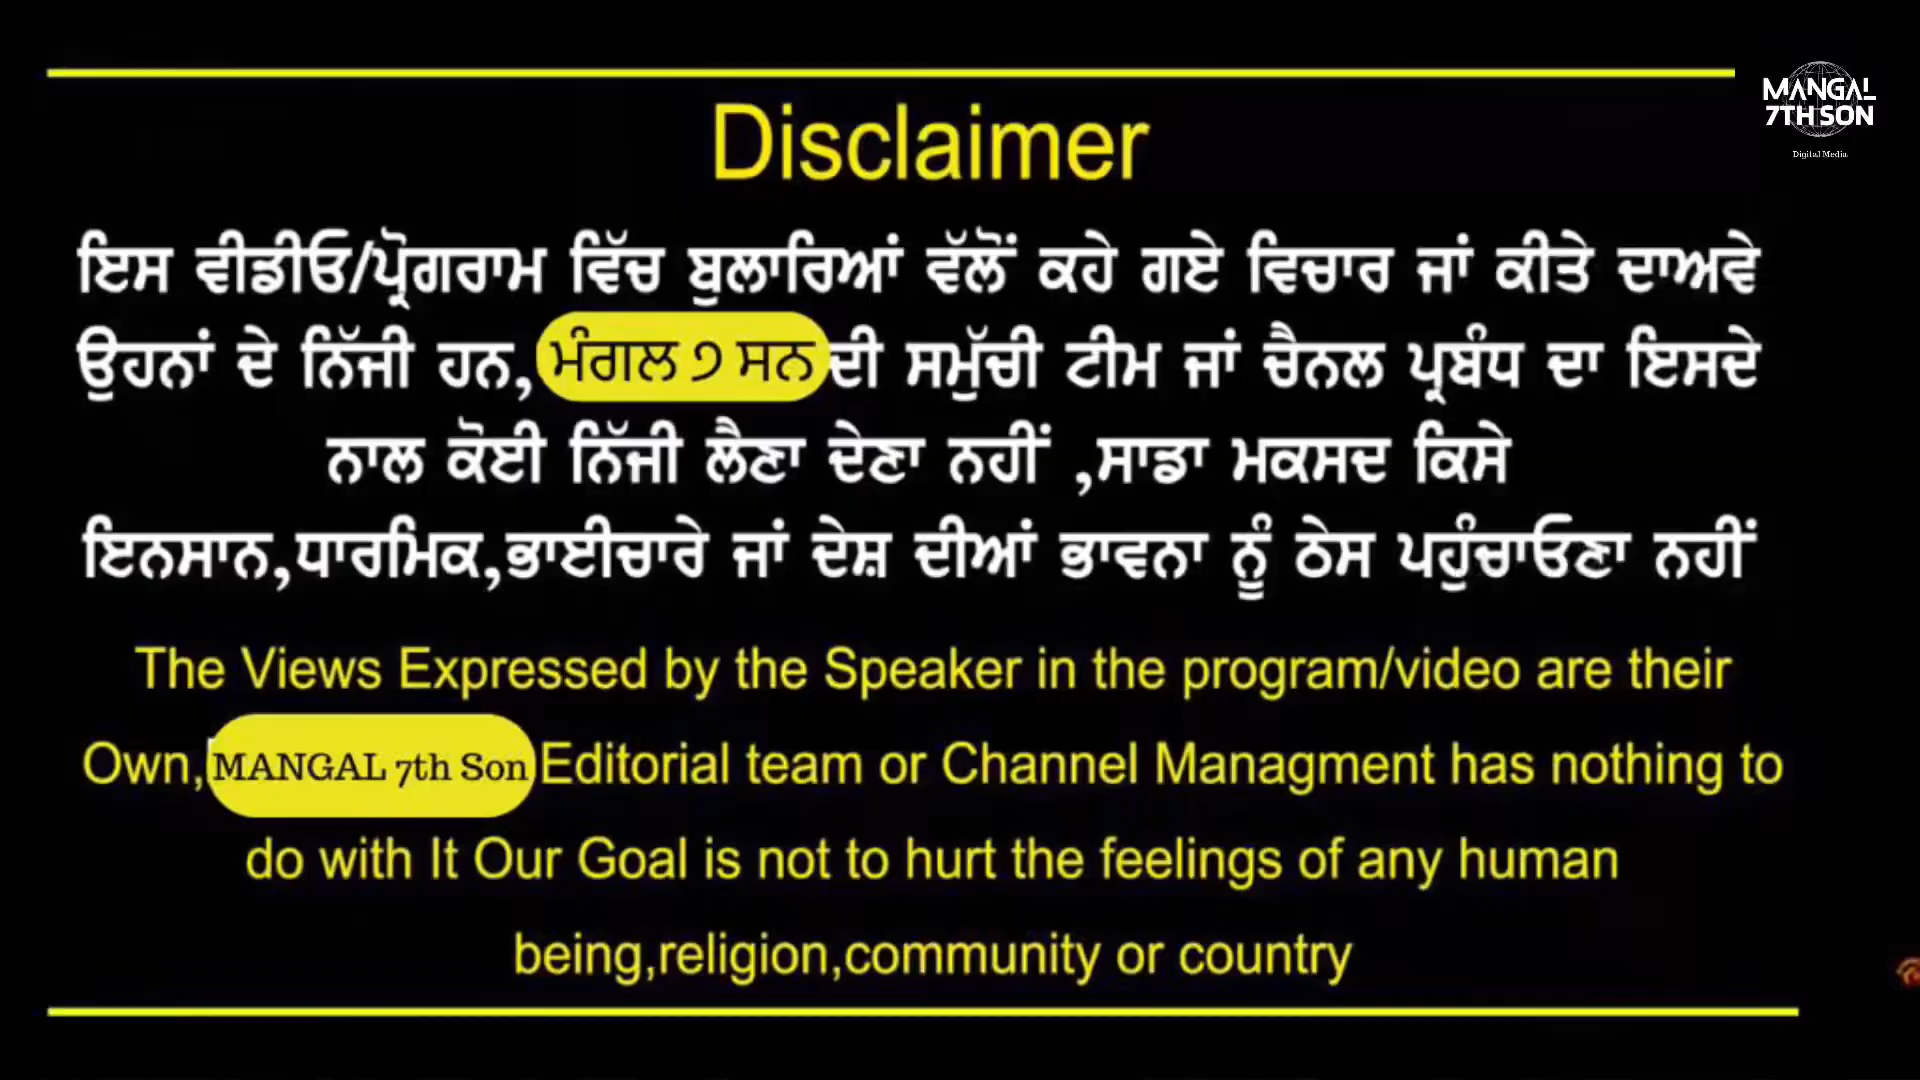 MANGAL
7TH SON
Digital Media
Disclaimer
ਇਸ ਵੀਡੀਓ/ਪ੍ਰੋਗਰਾਮ ਵਿੱਚ ਬੁਲਾਰਿਆਂ ਵੱਲੋਂ ਕਹੇ ਗਏ ਵਿਚਾਰ ਜਾਂ ਕੀਤੇ ਦਾਅਵੇ
ਉਹਨਾਂ ਦੇ ਨਿੱਜੀ ਹਨ, ਮੰਗਲ ੭ ਸਨ ਦੀ ਸਮੁੱਚੀ ਟੀਮ ਜਾਂ ਚੈਨਲ ਪ੍ਰਬੰਧ ਦਾ ਇਸਦੇ
ਨਾਲ ਕੋਈ ਨਿੱਜੀ ਲੈਣਾ ਦੇਣਾ ਨਹੀਂ ,ਸਾਡਾ ਮਕਸਦ ਕਿਸੇ
ਇਨਸਾਨ,ਧਾਰਮਿਕ,ਭਾਈਚਾਰੇ ਜਾਂ ਦੇਸ਼ ਦੀਆਂ ਭਾਵਨਾ ਨੂੰ ਠੇਸ ਪਹੁੰਚਾਓਣਾ ਨਹੀਂ
The Views Expressed by the Speaker in the program/video are their
Own, MANGAL 7th Son Editorial team or Channel Managment has nothing to
do with It Our Goal is not to hurt the feelings of any human
being,religion,community or country